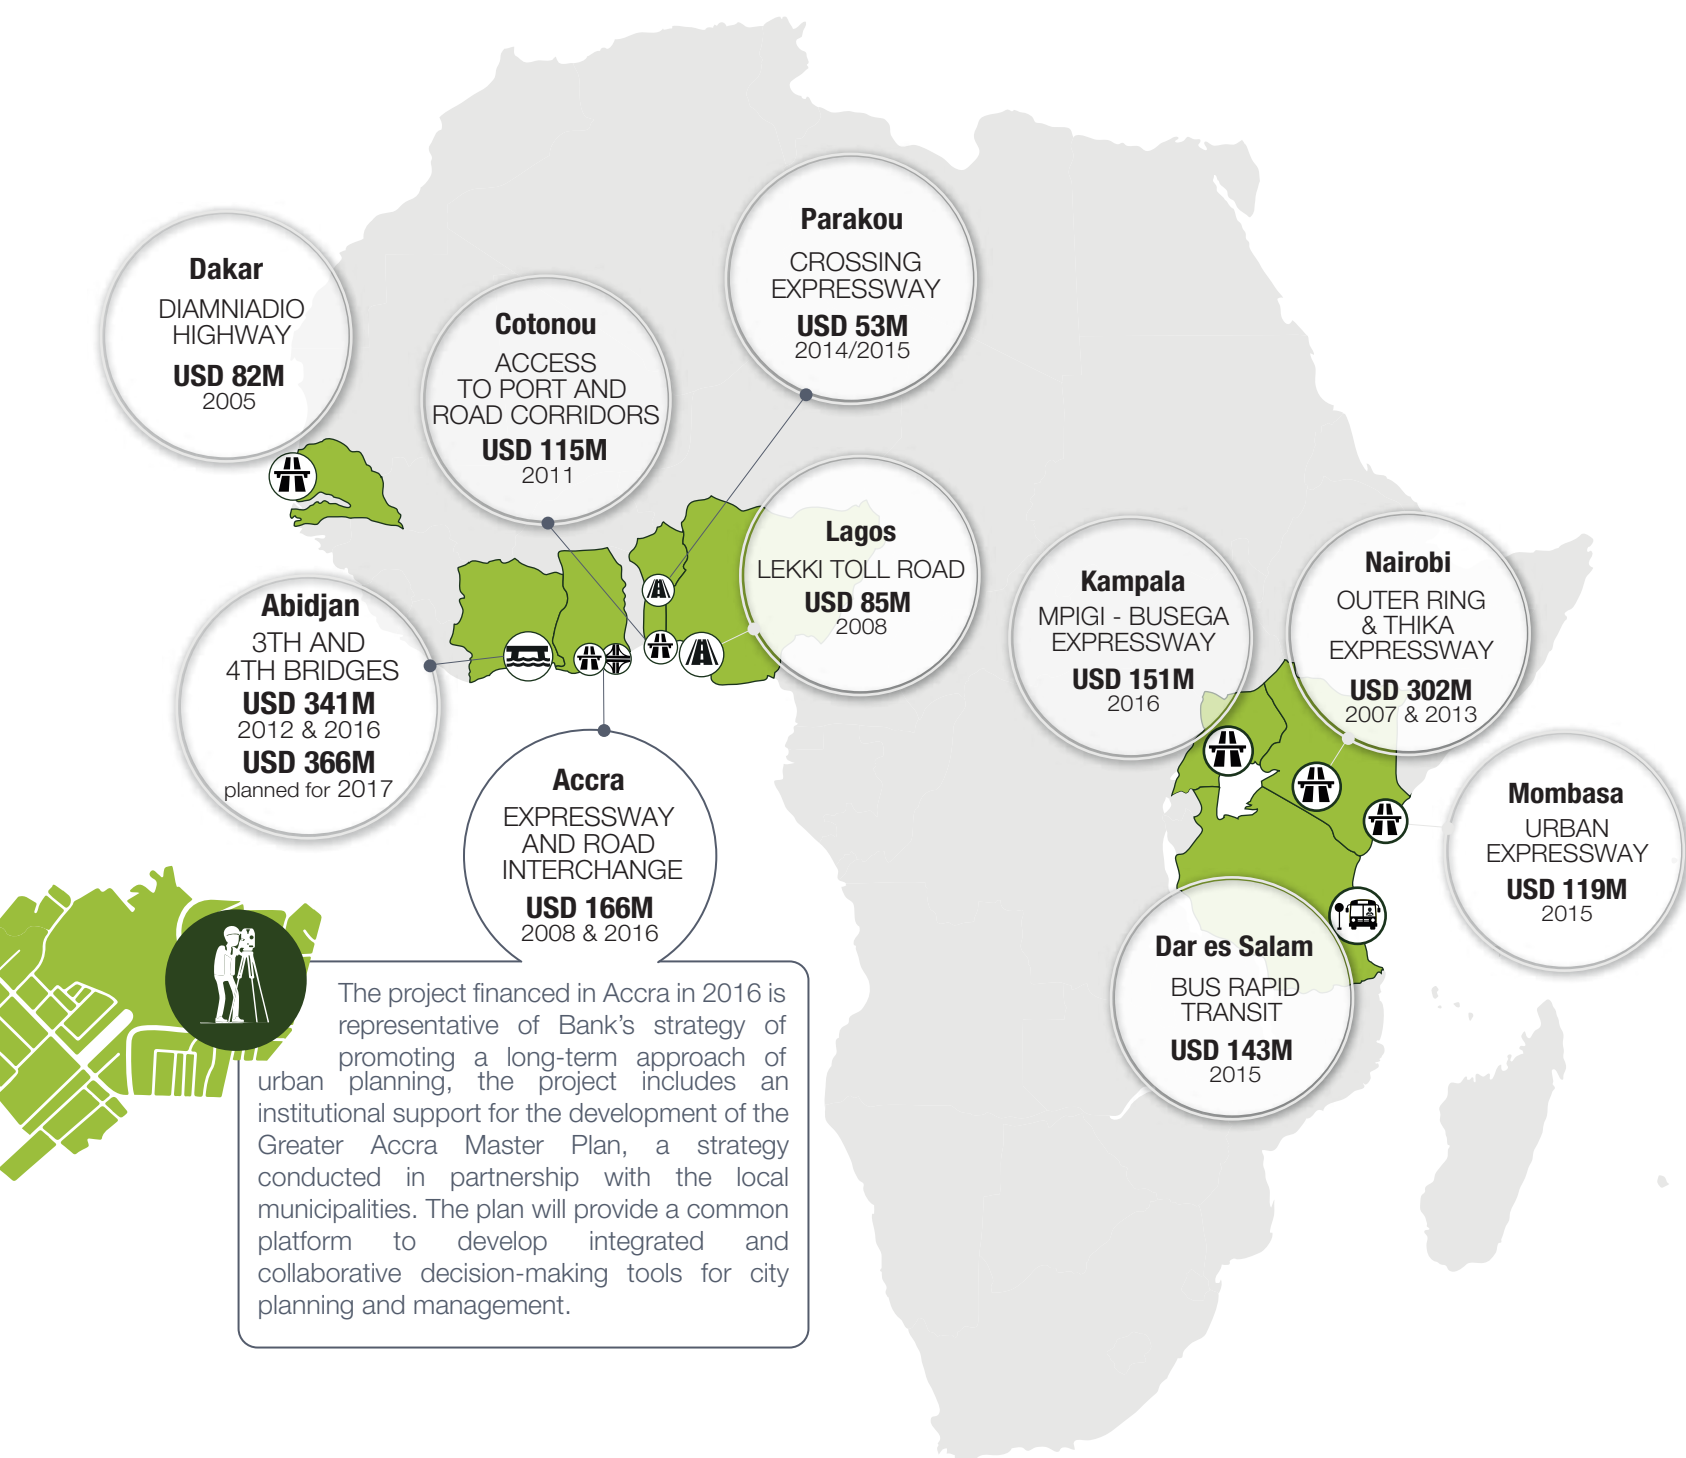 Dakar
DIAMNIADIO
HIGHWAY
USD 82M
2005
Cotonou
ACCESS
TO PORT AND
ROAD CORRIDORS
USD 115M
2011
Parakou
CROSSING
EXPRESSWAY
USD 53M
2014/2015
Lagos
LEKKI TOLL ROAD
USD 85M
2008
Abidjan
3TH AND
4TH BRIDGES
USD 341M
2012 & 2016
USD 366M
planned for 2017
Accra
EXPRESSWAY
AND ROAD
INTERCHANGE
USD 166M
2008 & 2016
Kampala
MPIGI - BUSEGA
EXPRESSWAY
USD 151M
2016
Nairobi
OUTER RING
& THIKA
EXPRESSWAY
USD 302M
2007 & 2013
Mombasa
URBAN
EXPRESSWAY
USD 119M
2015
Dar es Salam
BUS RAPID
TRANSIT
USD 143M
2015
The project financed in Accra in 2016 is
representative of Bank’s strategy of
promoting a long-term approach of
urban planning, the project includes an
institutional support for the development of the
Greater Accra Master Plan, a strategy
conducted in partnership with the local
municipalities. The plan will provide a common
platform to develop integrated and
collaborative decision-making tools for city
planning and management.